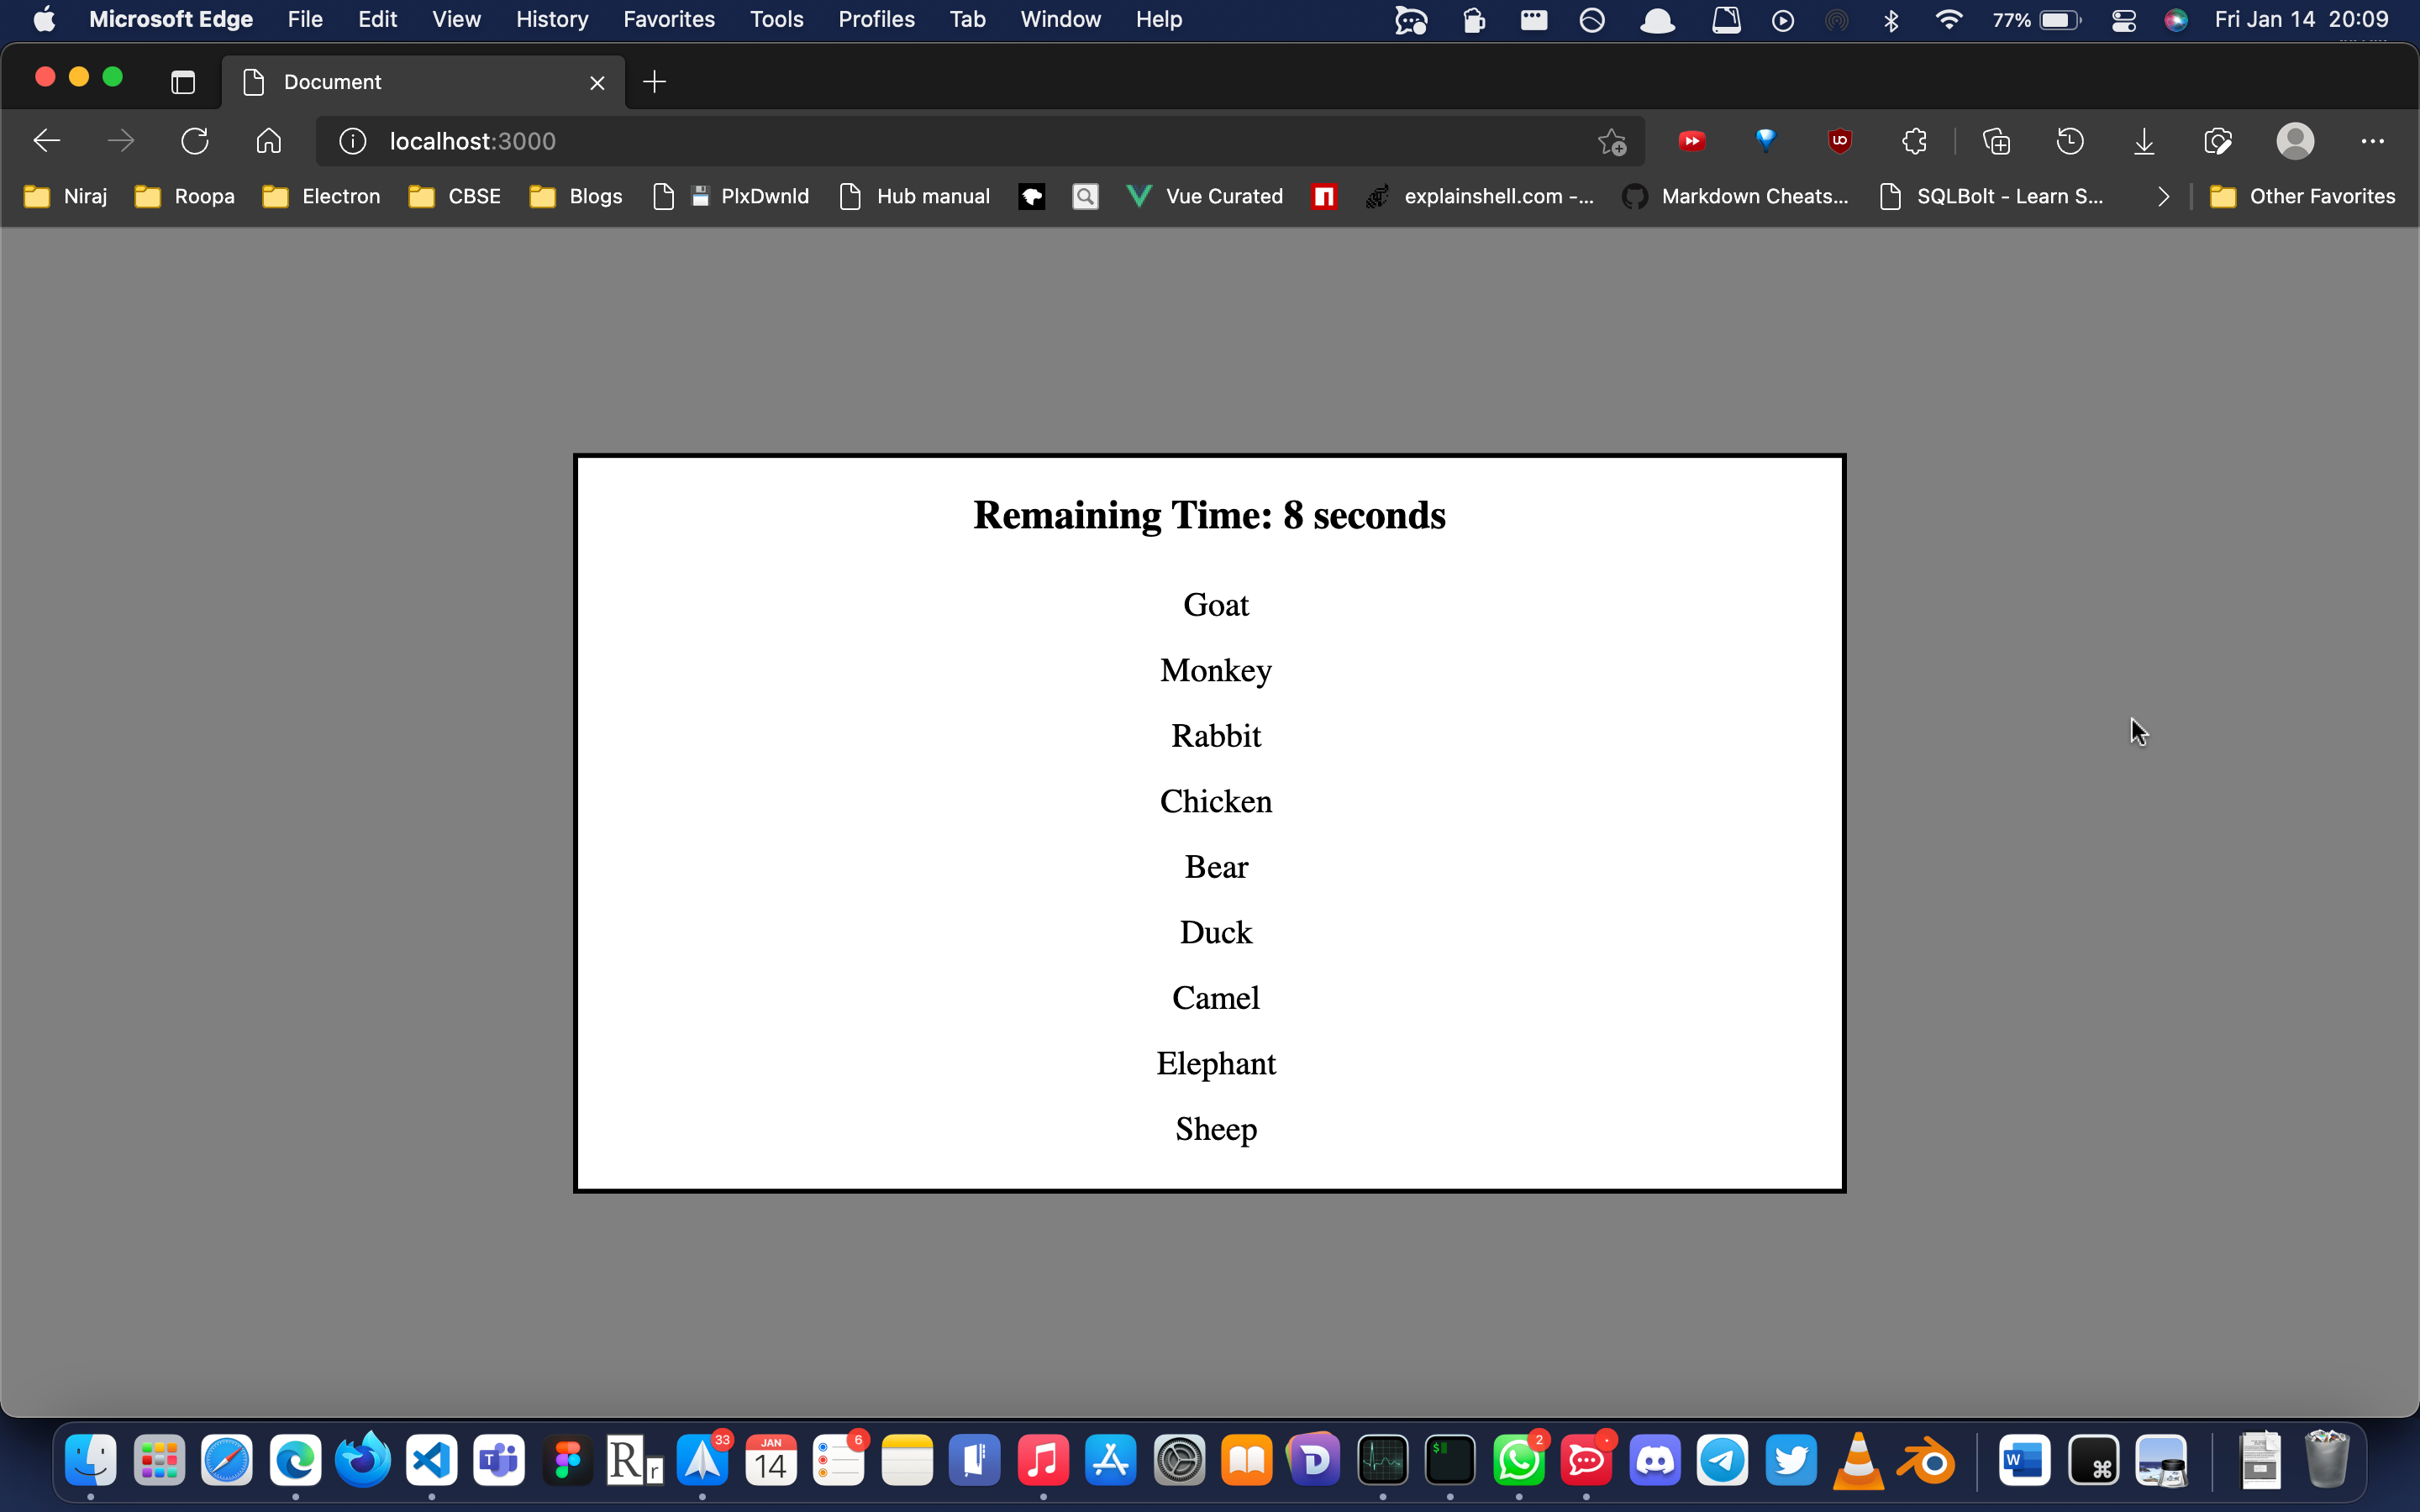 Microsoft Edge File Edit View History Favorites Tools Profiles Tab Window Help 77% Fri Jan 14 20:09
Document
localhost:3000
Niraj Roopa Electron CBSE Blogs PlxDwnld Hub manual Vue Curated explainshell.com -... Markdown Cheats... SQLBolt - Learn S... Other Favorites
Remaining Time: 8 seconds
Goat
Monkey
Rabbit
Chicken
Bear
Duck
Camel
Elephant
Sheep
33 JAN 14 6 2